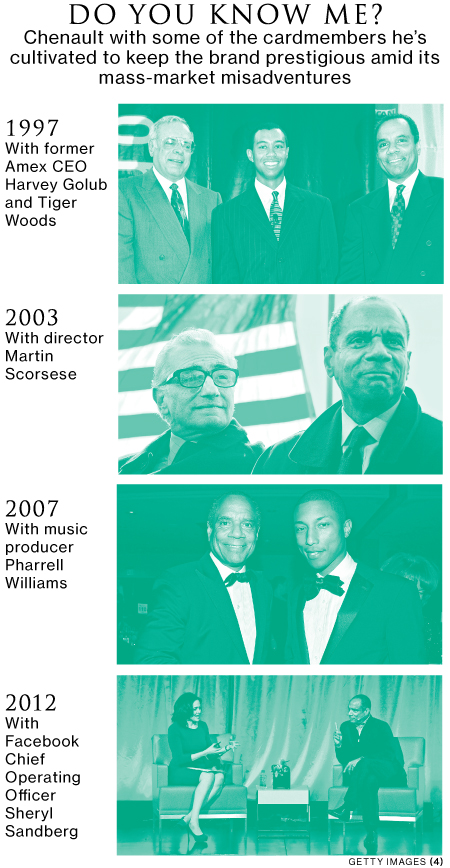 DO YOU KNOW ME?
Chenault with some of the cardmembers he's
cultivated to keep the brand prestigious amid its
mass-market misadventures
1997
With former
Amex CEO
Harvey Golub
and Tiger
Woods
2003
With director
Martin
Scorsese
2007
With music
producer
Pharrell
Williams
2012
With
Facebook
Chief
Operating
Officer
Sheryl
Sandberg
GETTY IMAGES (4)